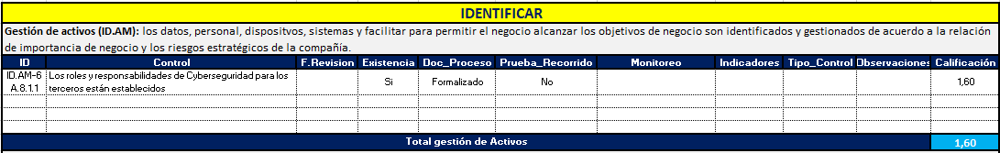 IDENTIFICAR
Gestión de activos (ID.AM): los datos, personal, dispositvos, sistemas y facilitar para permitir el negocio alcanzar los objetivos de negocio son identificados y gestionados de acuerdo a la relación
de importancia de negocio y los riesgos estratégicos de la compañía.
ID Control F.Revision Existencia Doc_Proceso Prueba_Recorrido Monitoreo Indicadores Tipo_Control Observaciones Calificación
ID.AM-6 Los roles y responsabilidades de Cyberseguridad para los
A.8.1.1 terceros están establecidos Si Formalizado No 1,60
Total gestión de Activos 1,60